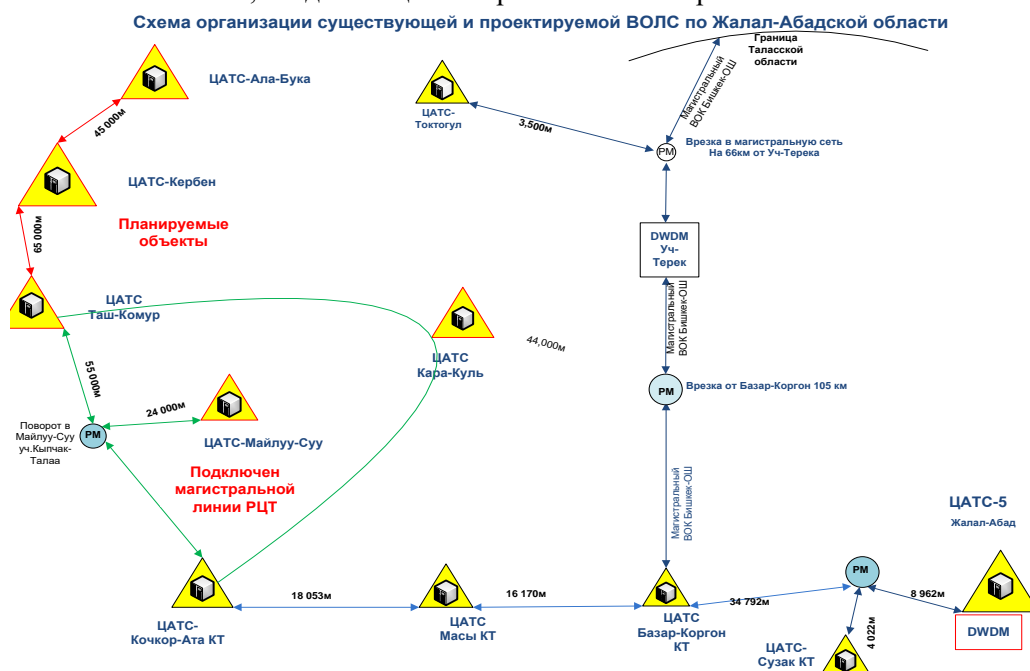 Схема организации существующей и проектируемой ВОЛС по Жалал-Абадской области
Граница
Таласской
области
ЦАТС-Ала-Бука
ЦАТС-
Токтогул
Магистральный
ВОК Бишкек-ОШ
45 000м
3,500м
Врезка в магистральную сеть
На 66км от Уч-Терека
РМ
ЦАТС-Кербен
Планируемые
объекты
65 000м
DWDM
Уч-
Терек
ЦАТС
Таш-Комур
Магистральный
ВОК Бишкек-ОШ
44,000м
ЦАТС
Кара-Куль
55 000м
РМ
Врезка от Базар-Коргон 105 км
24 000м
Поворот в
Майлуу-Суу
уч.Кыпчак-
Талаа
РМ
ЦАТС-Майлуу-Суу
Подключен
магистральной
линии РЦТ
Магистральный
ВОК Бишкек-ОШ
ЦАТС-5
Жалал-Абад
РМ
18 053м
16 170м
34 792м
8 962м
4 022м
ЦАТС-
Кочкор-Ата КТ
ЦАТС
Масы КТ
ЦАТС
Базар-Коргон
КТ
DWDM
ЦАТС-
Сузак КТ